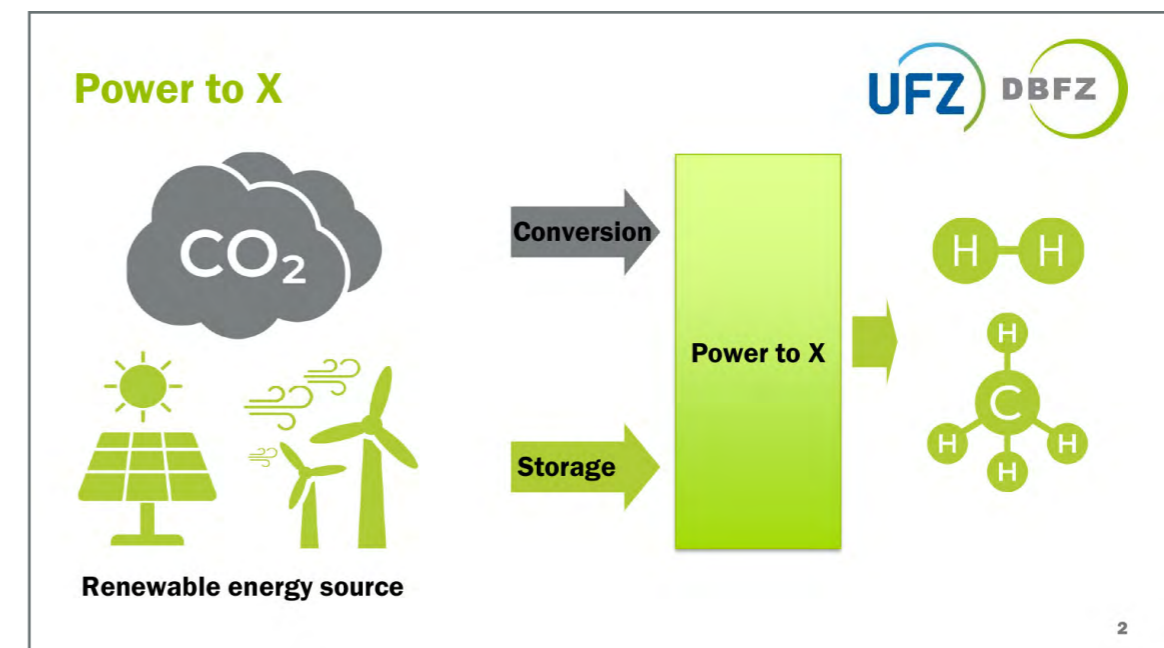 Power to X
UFZ
DBFZ
CO₂
Conversion
H H
Power to X
H
C
H H
H
Storage
Renewable energy source
2